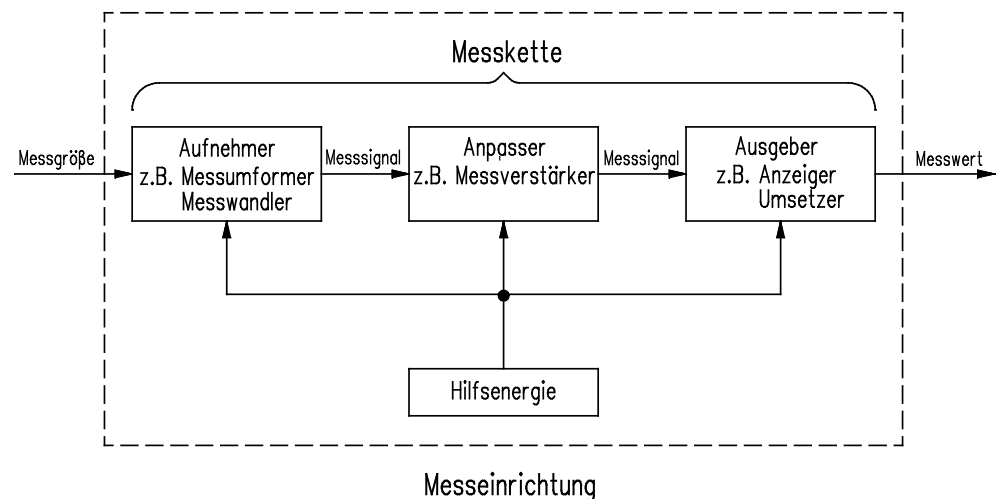 Messkette
Messgröße
Aufnehmer
z.B. Messumformer
Messwandler
Messsignal
Anpasser
z.B. Messverstärker
Messsignal
Ausgeber
z.B. Anzeiger
Umsetzer
Messwert
Hilfsenergie
Messeinrichtung